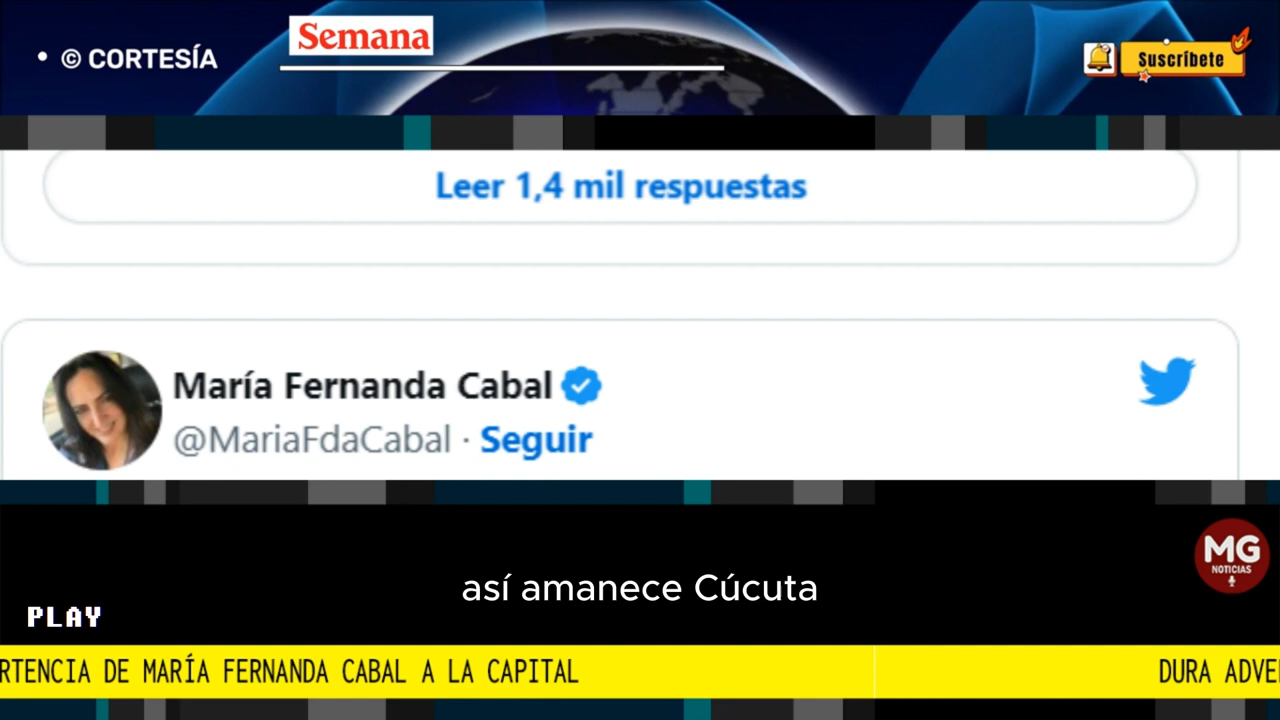 • © CORTESÍA
Semana
Suscríbete
Leer 1,4 mil respuestas
María Fernanda Cabal
@MariaFdaCabal · Seguir
así amanece Cúcuta
MG
NOTICIAS
PLAY
RTENCIA DE MARÍA FERNANDA CABAL A LA CAPITAL
DURA ADVE